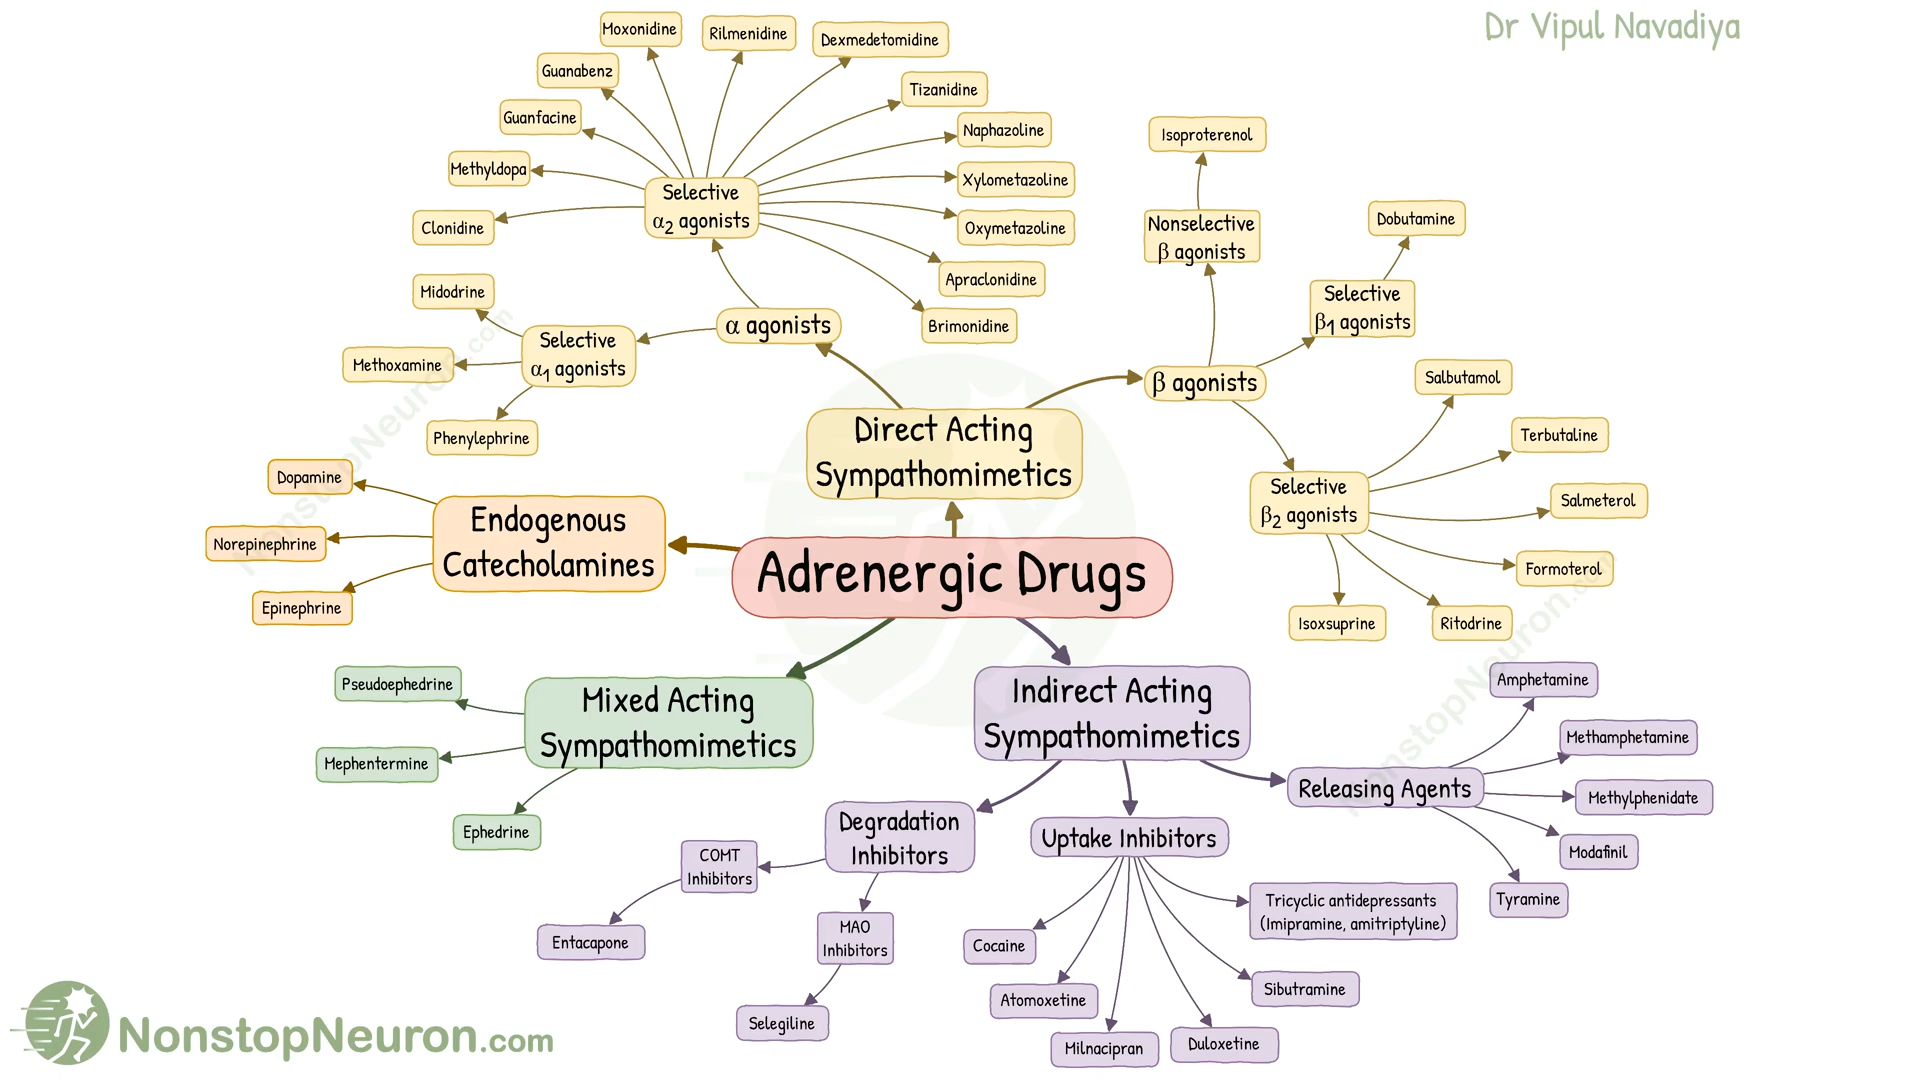 Dr Vipul Navadiya
Moxonidine
Rilmenidine
Dexmedetomidine
Guanabenz
Tizanidine
Guanfacine
Naphazoline
Methyldopa
Xylometazoline
Selective
α2 agonists
Clonidine
Oxymetazoline
Apraclonidine
Brimonidine
Midodrine
α agonists
Selective
α1 agonists
Methoxamine
Phenylephrine
Isoproterenol
Nonselective
β agonists
Dobutamine
Selective
β1 agonists
β agonists
Salbutamol
Terbutaline
Selective
β2 agonists
Salmeterol
Formoterol
Isoxsuprine
Ritodrine
Direct Acting
Sympathomimetics
Dopamine
Endogenous
Catecholamines
Norepinephrine
Epinephrine
Adrenergic Drugs
Pseudoephedrine
Mixed Acting
Sympathomimetics
Mephentermine
Ephedrine
Indirect Acting
Sympathomimetics
Amphetamine
Methamphetamine
Releasing Agents
Methylphenidate
Modafinil
Tyramine
Degradation
Inhibitors
Uptake Inhibitors
COMT
Inhibitors
Entacapone
MAO
Inhibitors
Selegiline
Cocaine
Tricyclic antidepressants
(Imipramine, amitriptyline)
Atomoxetine
Sibutramine
Milnacipran
Duloxetine
NonstopNeuron.com
NonstopNeuron.com
NonstopNeuron.com